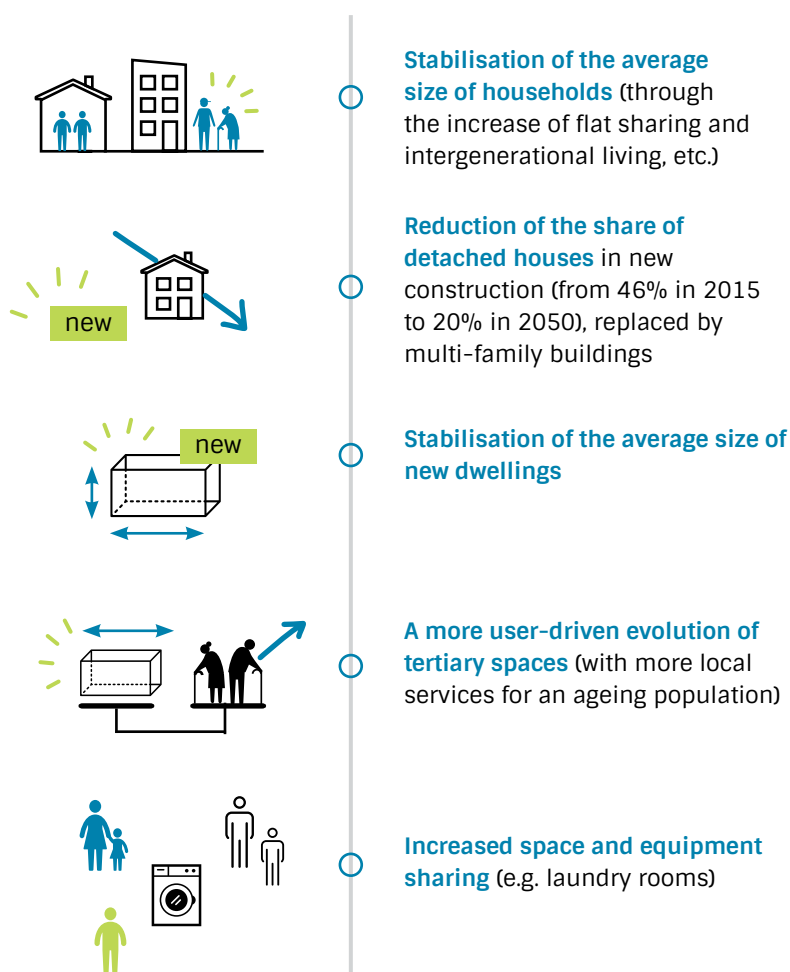 Stabilisation of the average
size of households (through
the increase of flat sharing and
intergenerational living, etc.)
Reduction of the share of
detached houses in new
construction (from 46% in 2015
to 20% in 2050), replaced by
multi-family buildings
new
new
Stabilisation of the average size of
new dwellings
A more user-driven evolution of
tertiary spaces (with more local
services for an ageing population)
Increased space and equipment
sharing (e.g. laundry rooms)